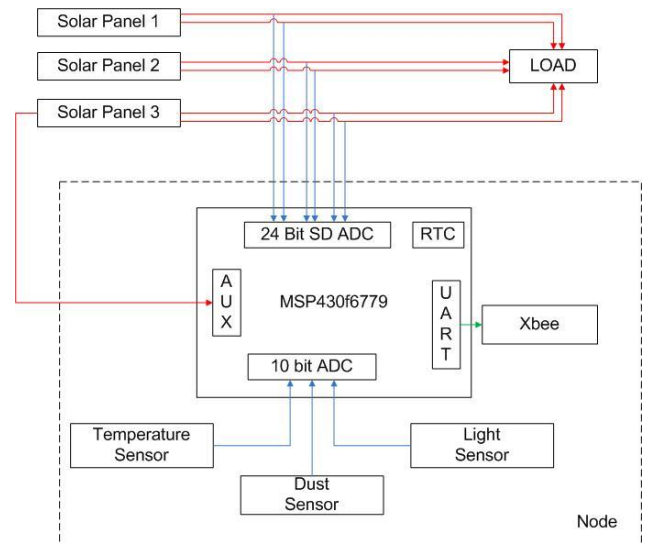 Solar Panel 1
Solar Panel 2
LOAD
Solar Panel 3
24 Bit SD ADC
RTC
A
U
X
MSP430f6779
U
A
R
T
Xbee
10 bit ADC
Temperature
Sensor
Light
Sensor
Dust
Sensor
Node